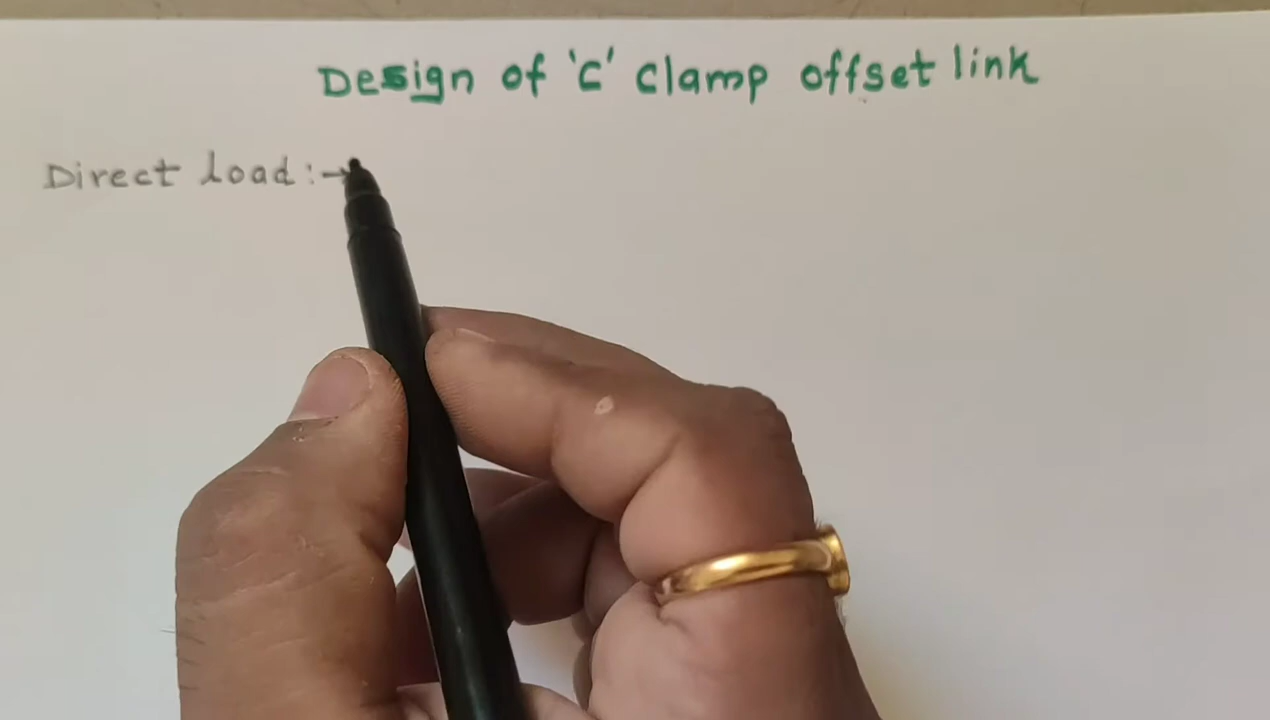 Design of 'C' Clamp offset link
Direct load :→